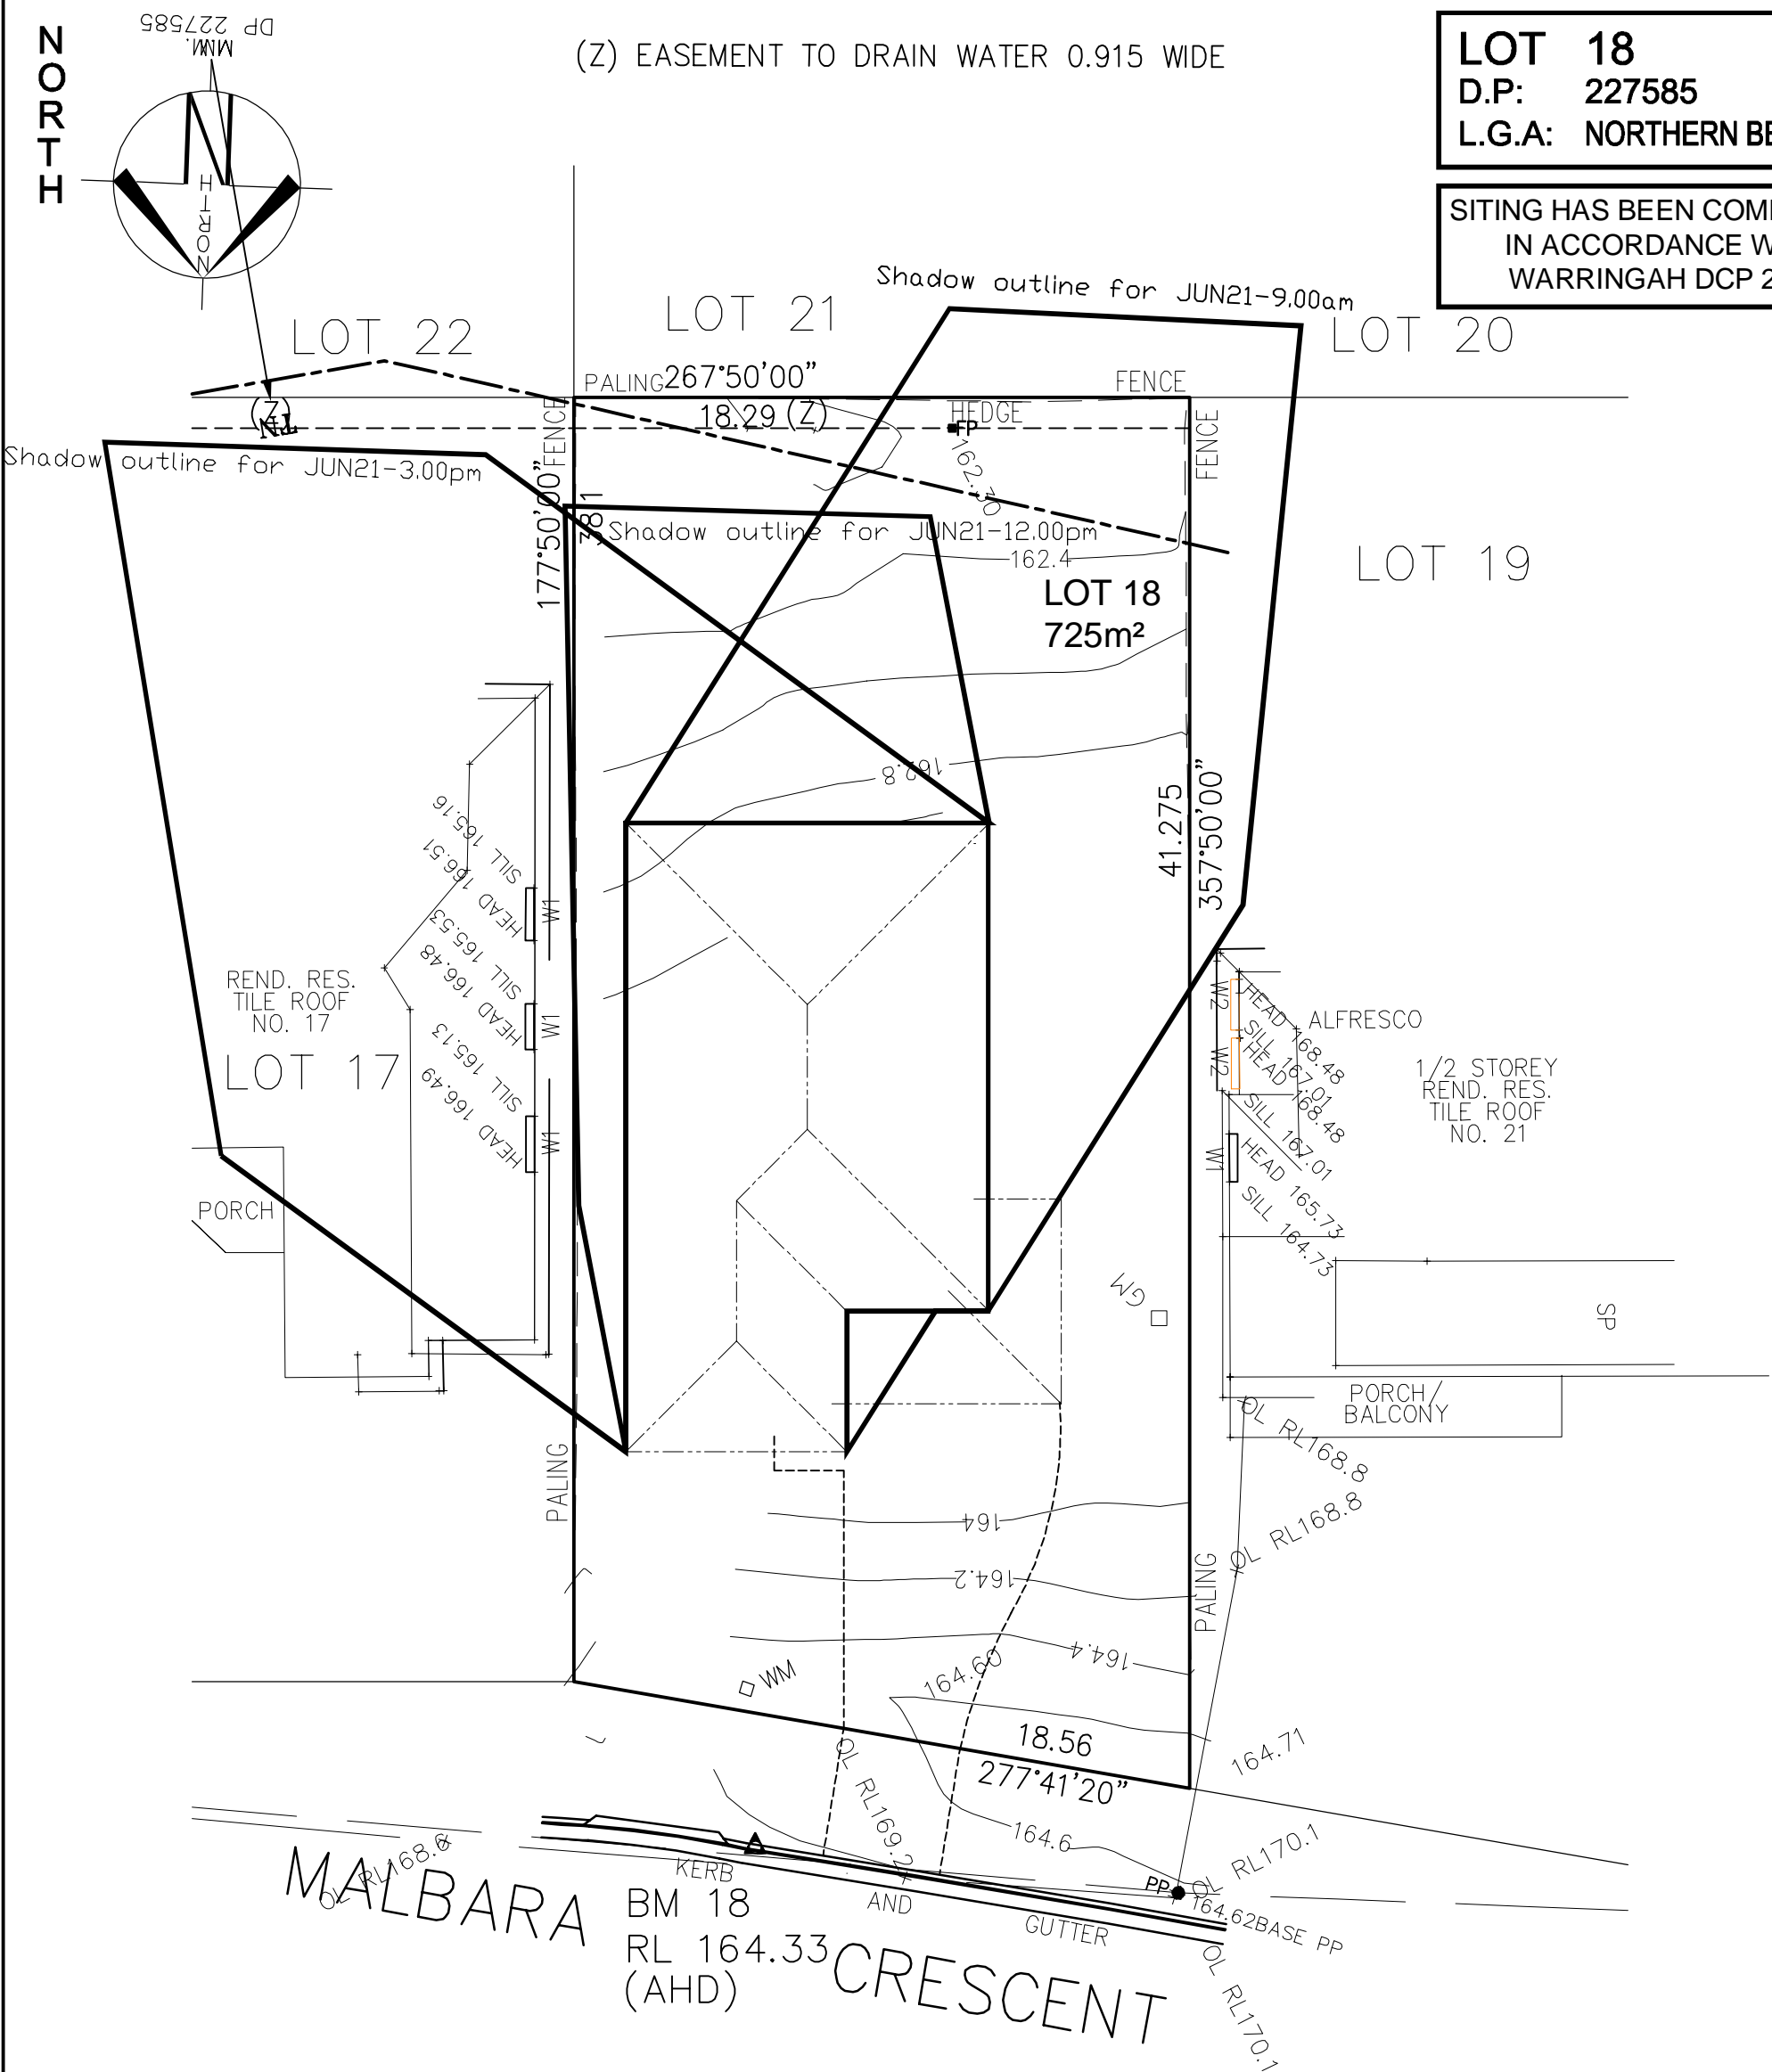 NORTH
DP 227585
M.M.
NORTH
(Z) EASEMENT TO DRAIN WATER 0.915 WIDE
LOT 18
D.P: 227585
L.G.A: NORTHERN BE
SITING HAS BEEN COM
IN ACCORDANCE W
WARRINGAH DCP 2
Shadow outline for JUN21-9.00am
LOT 22
LOT 21
LOT 20
PALING
267°50'00"
FENCE
18.29 (Z)
HEDGE
(Z)
FP
FENCE
FENCE
162.30
Shadow outline for JUN21-3.00pm
177°50'00"
Shadow outline for JUN21-12.00pm
162.4
LOT 18
725m²
LOT 19
162.8
41.275
357°50'00"
SILL 165.16
HEAD 166.51
W1
SILL 165.53
HEAD 166.48
W1
SILL 165.13
HEAD 166.49
W1
REND. RES.
TILE ROOF
NO. 17
LOT 17
PORCH
W2
HEAD 168.48
SILL 167.01
W2
HEAD 168.48
SILL 167.01
W1
HEAD 165.73
SILL 164.73
ALFRESCO
1/2 STOREY
REND. RES.
TILE ROOF
NO. 21
GM
SP
PORCH/
BALCONY
OL RL168.8
OL RL168.8
PALING
PALING
164
164.2
164.4
WM
164.60
18.56
277°41'20"
164.71
OL RL169.2
164.6
OL RL170.1
OL RL168.6
KERB
AND
GUTTER
PP
164.62BASE PP
OL RL170.1
MALBARA
CRESCENT
BM 18
RL 164.33
(AHD)